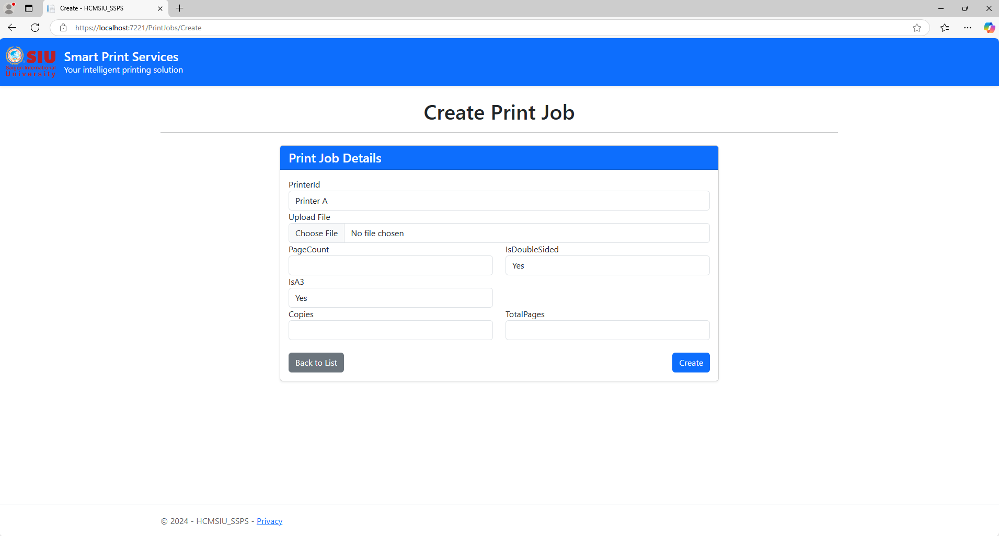 Create - HCMSIU_SSPS
https://localhost:7221/PrintJobs/Create
SIU
Saigon International
University
Smart Print Services
Your intelligent printing solution
Create Print Job
Print Job Details
PrinterId
Printer A
Upload File
Choose File No file chosen
PageCount IsDoubleSided
Yes
IsA3
Yes
Copies TotalPages
Back to List Create
© 2024 - HCMSIU_SSPS - Privacy